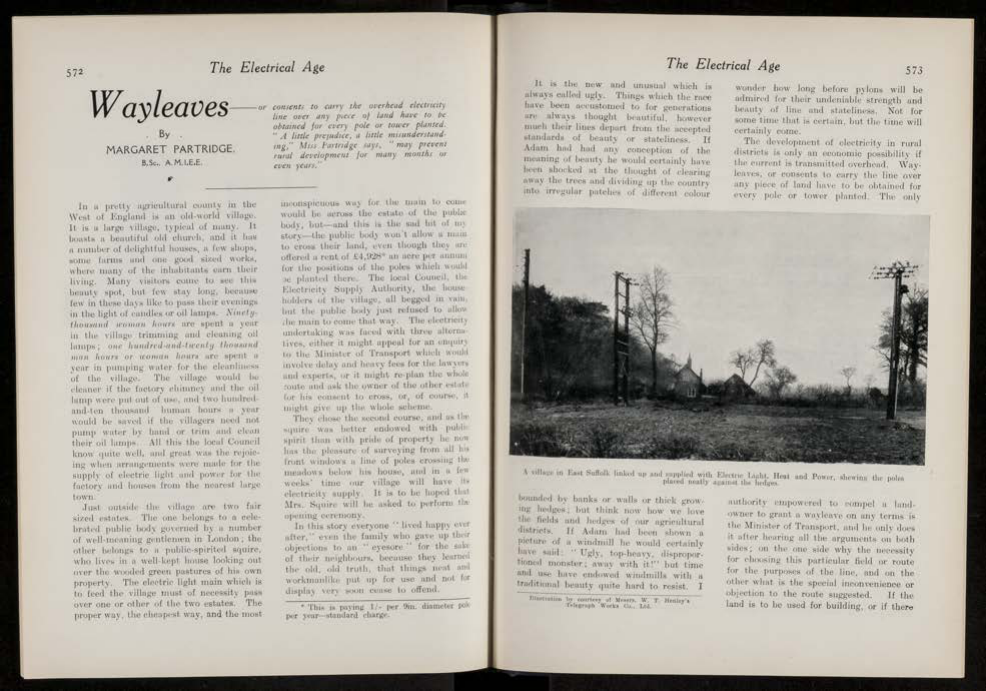 572
The Electrical Age
Wayleaves
By
MARGARET PARTRIDGE,
B.Sc., A.M.I.E.E.
—or consents to carry the overhead electricity
line over any piece of land have to be
obtained for every pole or tower planted.
"A little prejudice, a little misunderstand-
ing," Miss Partridge says, "may prevent
rural development for many months or
even years."
In a pretty agricultural county in the
West of England is an old-world village.
It is a large village, typical of many. It
boasts a beautiful old church, and it has
a number of delightful houses, a few shops,
some farms and one good sized works,
where many of the inhabitants earn their
living. Many visitors come to see this
beauty spot, but few stay long, because
few in these days like to pass their evenings
in the light of candles or oil lamps. Ninety-
thousand woman hours are spent a year
in the village trimming and cleaning oil
lamps; one hundred-and-twenty thousand
man hours or woman hours are spent a
year in pumping water for the cleanliness
of the village. The village would be
cleaner if the factory chimney and the oil
lamp were put out of use, and two hundred-
and-ten thousand human hours a year
would be saved if the villagers need not
pump water by hand or trim and clean
their oil lamps. All this the local Council
know quite well, and great was the rejoic-
ing when arrangements were made for the
supply of electric light and power for the
factory and houses from the nearest large
town.
Just outside the village are two fair
sized estates. The one belongs to a cele-
brated public body governed by a number
of well-meaning gentlemen in London; the
other belongs to a public-spirited squire,
who lives in a well-kept house looking out
over the wooded green pastures of his own
property. The electric light main which is
to feed the village must of necessity pass
over one or other of the two estates. The
proper way, the cheapest way, and the most
inconspicuous way for the main to come
would be across the estate of the public
body, but—and this is the sad bit of my
story—the public body won't allow a main
to cross their land, even though they are
offered a rent of £4,928* an acre per annum
for the positions of the poles which would
be planted there. The local Council, the
Electricity Supply Authority, the house
holders of the village, all begged in vain,
but the public body just refused to allow
the main to come that way. The electricity
undertaking was faced with three alterna-
tives, either it might appeal for an enquiry
to the Minister of Transport which would
involve delay and heavy fees for the lawyers
and experts, or it might re-plan the whole
route and ask the owner of the other estate
for his consent to cross, or, of course, it
might give up the whole scheme.
They chose the second course, and as the
squire was better endowed with public
spirit than with pride of property he now
has the pleasure of surveying from all his
front windows a line of poles crossing the
meadows below his house, and in a few
weeks' time our village will have its
electricity supply. It is to be hoped that
Mrs. Squire will be asked to perform the
opening ceremony.
In this story everyone "lived happy ever
after," even the family who gave up their
objections to an "eyesore" for the sake
of their neighbours, because they learned
the old, old truth, that things neat and
workmanlike put up for use and not for
display very soon cease to offend.
* This is paying 1/- per 9in. diameter pole
per year—standard charge.
The Electrical Age
573
It is the new and unusual which is
always called ugly. Things which the race
have been accustomed to for generations
are always thought beautiful, however
much their lines depart from the accepted
standards of beauty or stateliness. If
Adam had had any conception of the
meaning of beauty he would certainly have
been shocked at the thought of clearing
away the trees and dividing up the country
into irregular patches of different colour
wonder how long before pylons will be
admired for their undeniable strength and
beauty of line and stateliness. Not for
some time that is certain, but the time will
certainly come.
The development of electricity in rural
districts is only an economic possibility if
the current is transmitted overhead. Way-
leaves, or consents to carry the line over
any piece of land have to be obtained for
every pole or tower planted. The only
A village in East Suffolk linked up and supplied with Electric Light, Heat and Power, showing the poles
placed neatly against the hedges.
bounded by banks or walls or thick grow-
ing hedges; but think now how we love
the fields and hedges of our agricultural
districts. If Adam had been shown a
picture of a windmill he would certainly
have said: "Ugly, top-heavy, dispropor-
tioned monster; away with it!" but time
and use have endowed windmills with a
traditional beauty quite hard to resist. I
Illustration by courtesy of Messrs. W. T. Henley's
Telegraph Works Co., Ltd.
authority empowered to compel a land-
owner to grant a wayleave on any terms is
the Minister of Transport, and he only does
it after hearing all the arguments on both
sides; on the one side why the necessity
for choosing this particular field or route
for the purposes of the line, and on the
other what is the special inconvenience or
objection to the route suggested. If the
land is to be used for building, or if there